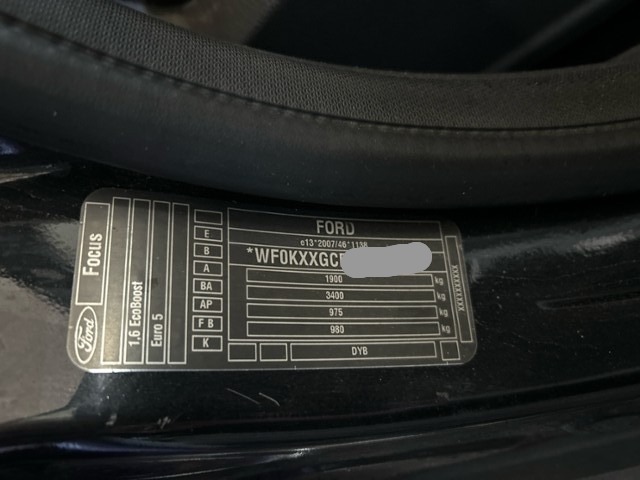 Ford
Focus
1.6 EcoBoost
Euro 5
E
B
A
BA
AP
F B
K
FORD
e13*2007/46*1138
*WF0KXXGC
1900 kg
3400 kg
975 kg
980 kg
DYB